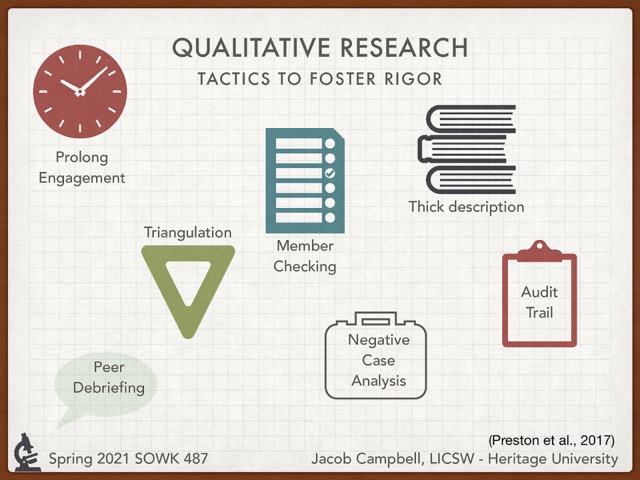 QUALITATIVE RESEARCH
TACTICS TO FOSTER RIGOR
Prolong
Engagement
Thick description
Triangulation
Member
Checking
Audit
Trail
Negative
Case
Analysis
Peer
Debriefing
(Preston et al., 2017)
Spring 2021 SOWK 487
Jacob Campbell, LICSW - Heritage University